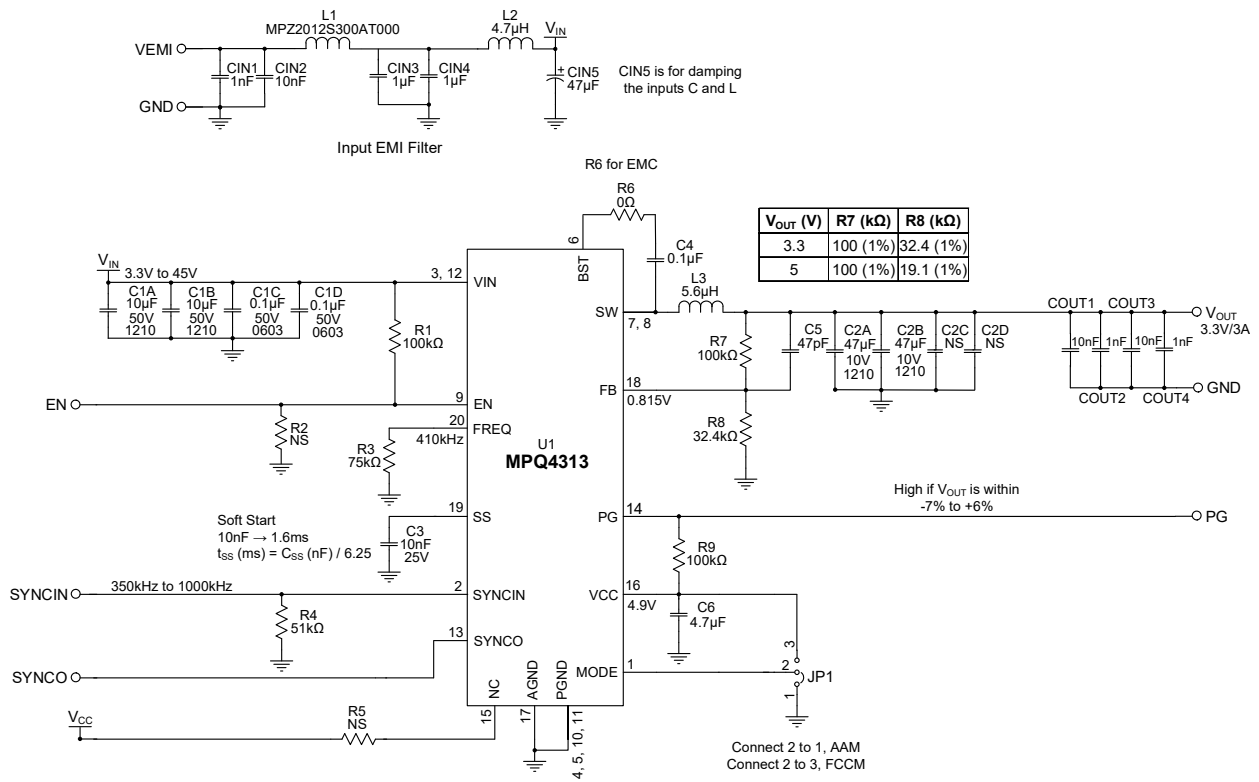 L1
MPZ2012S300AT000
L2
4.7µH
VIN
VEMI
CIN1
1nF
CIN2
10nF
CIN3
1µF
CIN4
1µF
CIN5
47µF
+
CIN5 is for damping
the inputs C and L
GND
Input EMI Filter
R6 for EMC
R6
0Ω
VOUT (V) R7 (kΩ) R8 (kΩ)
3.3 100 (1%) 32.4 (1%)
5 100 (1%) 19.1 (1%)
6
BST
C4
0.1µF
VIN
3.3V to 45V
3, 12
VIN
C1A
10µF
50V
1210
C1B
10µF
50V
1210
C1C
0.1µF
50V
0603
C1D
0.1µF
50V
0603
R1
100kΩ
SW
7, 8
L3
5.6µH
R7
100kΩ
C5
47pF
C2A
47µF
10V
1210
C2B
47µF
10V
1210
C2C
NS
C2D
NS
COUT1
COUT3
10nF
1nF
10nF
1nF
COUT2
COUT4
VOUT
3.3V/3A
GND
EN
9
EN
R2
NS
20
FREQ
410kHz
R3
75kΩ
U1
MPQ4313
FB
18
0.815V
R8
32.4kΩ
19
SS
Soft Start
10nF → 1.6ms
tSS (ms) = CSS (nF) / 6.25
C3
10nF
25V
PG
14
High if VOUT is within
-7% to +6%
PG
R9
100kΩ
SYNCIN
350kHz to 1000kHz
2
SYNCIN
R4
51kΩ
VCC
16
4.9V
C6
4.7µF
13
SYNCO
SYNCO
MODE
1
3
2
1
JP1
VCC
R5
NS
NC
15
AGND
17
PGND
4, 5, 10, 11
Connect 2 to 1, AAM
Connect 2 to 3, FCCM